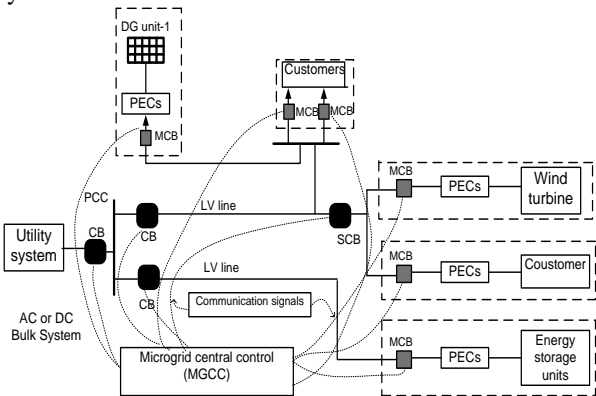 y
DG unit-1
PECs
MCB
Customers
MCB
MCB
PCC
CB
Utility
system
LV line
CB
SCB
LV line
CB
Communication signals
AC or DC
Bulk System
Microgrid central control
(MGCC)
MCB
PECs
Wind
turbine
MCB
PECs
Coustomer
MCB
PECs
Energy
storage
units